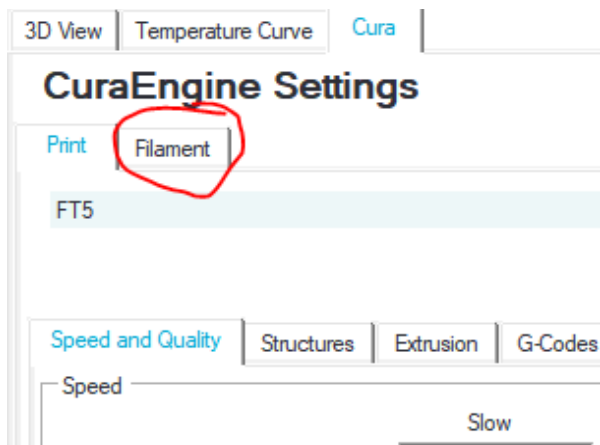 3D View Temperature Curve Cura
CuraEngine Settings
Print Filament
FT5
Speed and Quality Structures Extrusion G-Codes
Speed
Slow